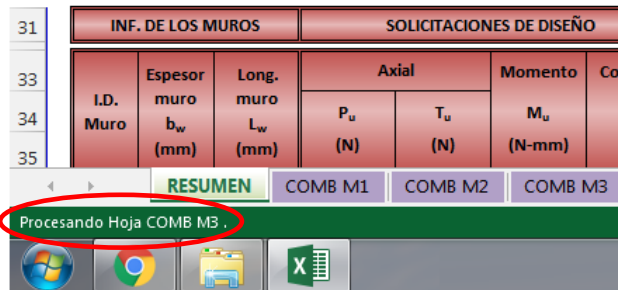 31
INF. DE LOS MUROS
SOLICITACIONES DE DISEÑO
33
34
35
I.D. Muro
Espesor muro bw (mm)
Long. muro Lw (mm)
Axial
Pu (N)
Tu (N)
Momento
Mu (N-mm)
Co
RESUMEN COMB M1 COMB M2 COMB M3
Procesando Hoja COMB M3 .